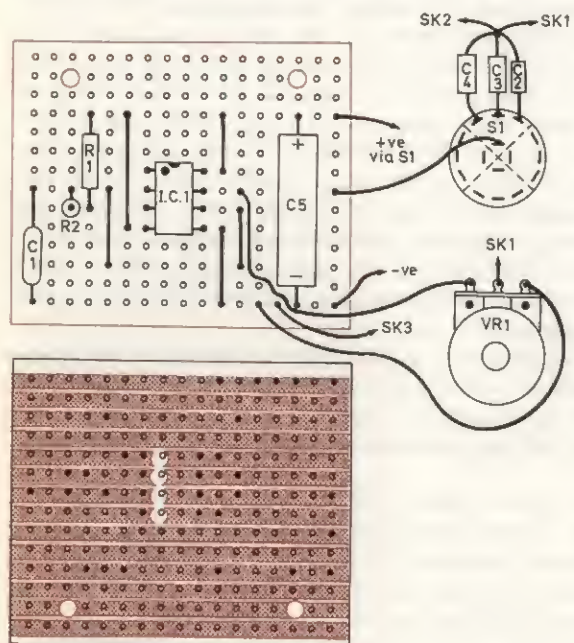 SK2
SK1
C4
C3
C2
S1
+ve
via S1
R1
I.C.1
+
C5
R2
C1
−
-ve
SK1
SK3
VR1